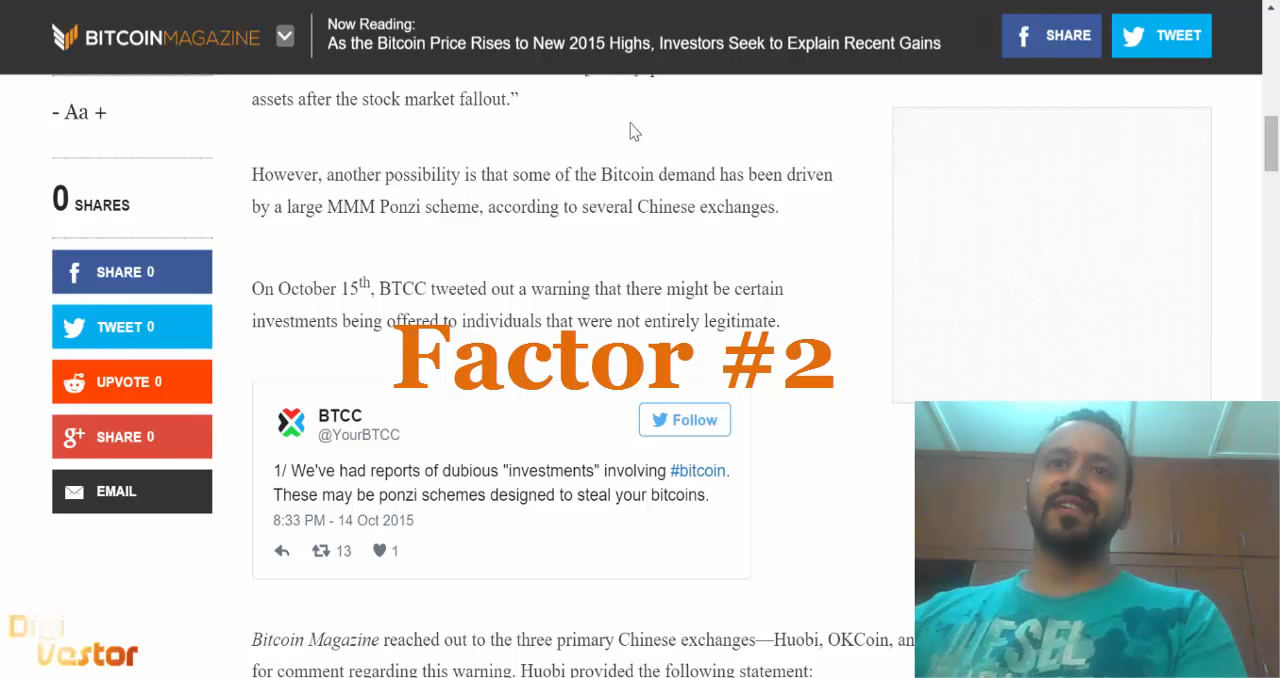 BITCOINMAGAZINE
Now Reading:
As the Bitcoin Price Rises to New 2015 Highs, Investors Seek to Explain Recent Gains
SHARE
TWEET
assets after the stock market fallout.”
- Aa +
0 SHARES
SHARE 0
TWEET 0
UPVOTE 0
SHARE 0
EMAIL
However, another possibility is that some of the Bitcoin demand has been driven
by a large MMM Ponzi scheme, according to several Chinese exchanges.
On October 15th, BTCC tweeted out a warning that there might be certain
investments being offered to individuals that were not entirely legitimate.
Factor #2
BTCC
@YourBTCC
Follow
1/ We've had reports of dubious "investments" involving #bitcoin.
These may be ponzi schemes designed to steal your bitcoins.
8:33 PM - 14 Oct 2015
13
1
Bitcoin Magazine reached out to the three primary Chinese exchanges—Huobi, OKCoin,
for comment regarding this warning. Huobi provided the following statement:
Digi
Vestor
DIESEL